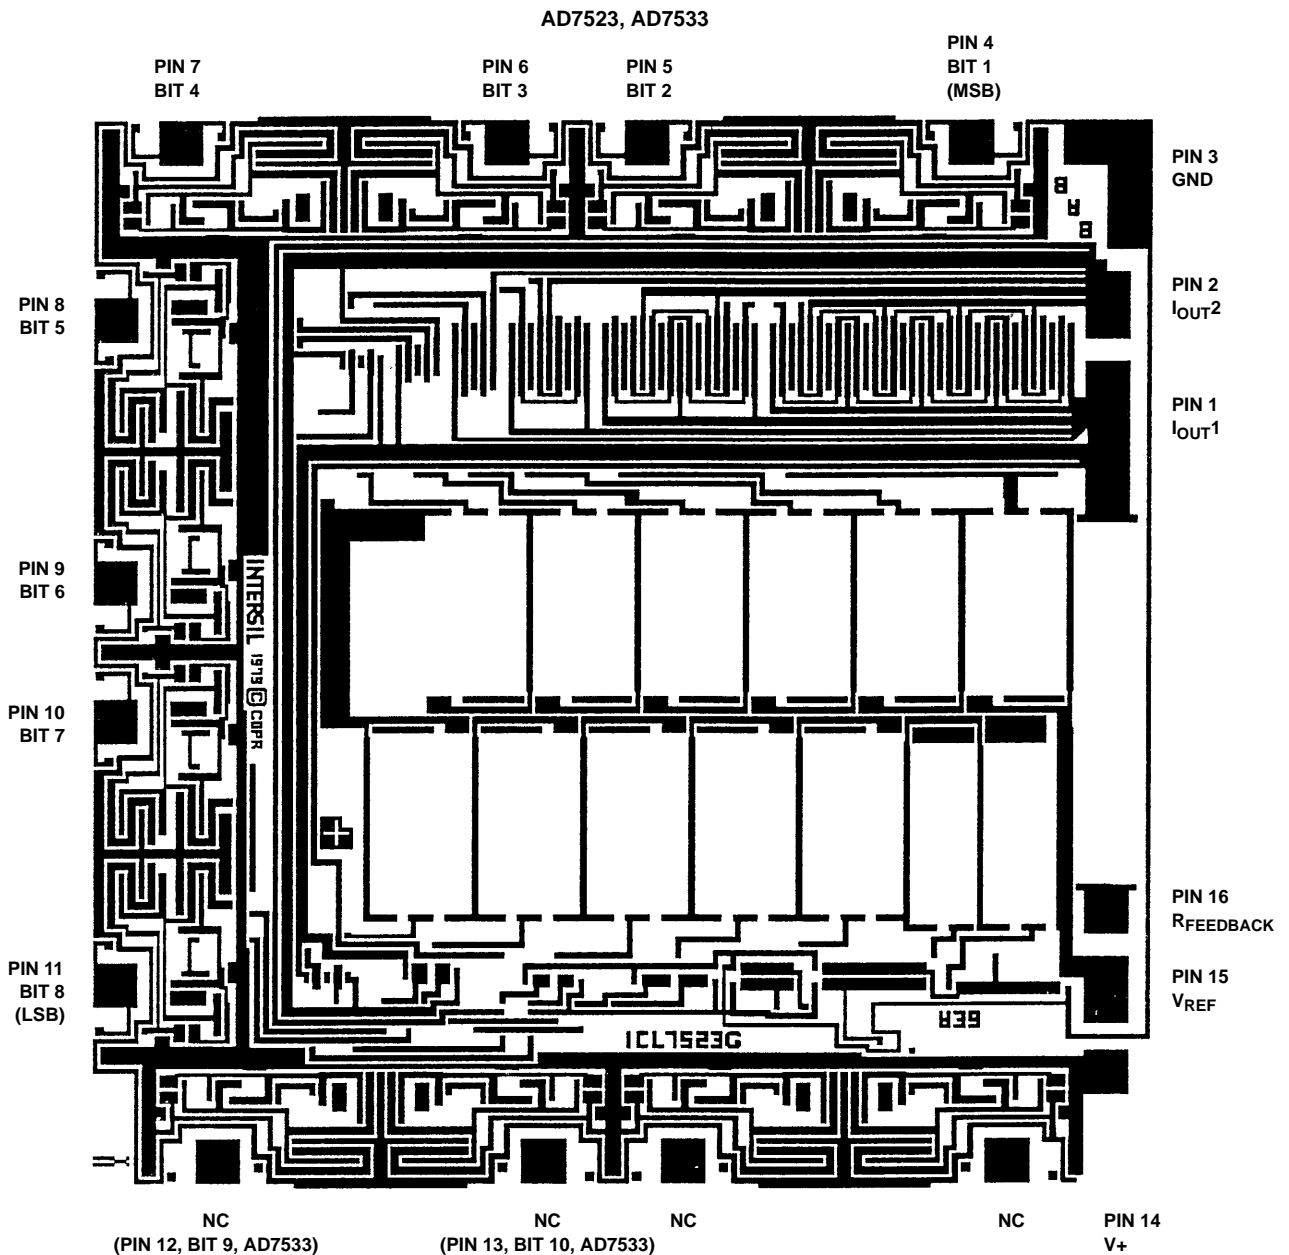 AD7523, AD7533
PIN 7
BIT 4
PIN 6
BIT 3
PIN 5
BIT 2
PIN 4
BIT 1
(MSB)
PIN 3
GND
PIN 2
IOUT2
PIN 1
IOUT1
PIN 8
BIT 5
PIN 9
BIT 6
PIN 10
BIT 7
PIN 11
BIT 8
(LSB)
INTERSIL 1979 © COPR
PIN 16
RFEEDBACK
PIN 15
VREF
ICL7523G
NC
(PIN 12, BIT 9, AD7533)
NC
(PIN 13, BIT 10, AD7533)
NC
NC
PIN 14
V+